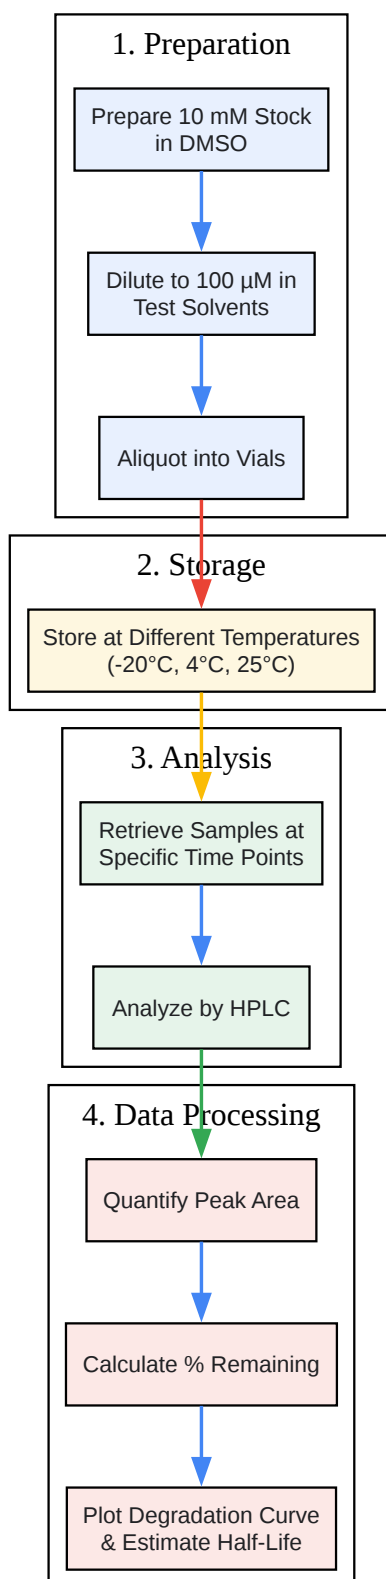 1. Preparation
Prepare 10 mM Stock
in DMSO
Dilute to 100 µM in
Test Solvents
Aliquot into Vials
2. Storage
Store at Different Temperatures
(-20°C, 4°C, 25°C)
3. Analysis
Retrieve Samples at
Specific Time Points
Analyze by HPLC
4. Data Processing
Quantify Peak Area
Calculate % Remaining
Plot Degradation Curve
& Estimate Half-Life